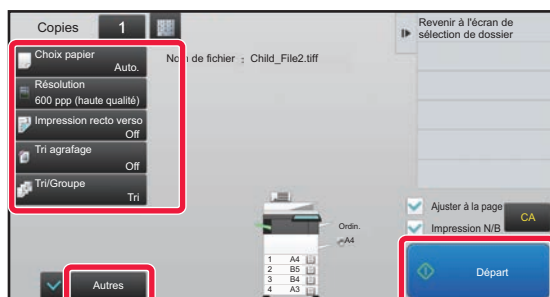 Copies 1
Choix papier
Auto.
Résolution
600 ppp (haute qualité)
Impression recto verso
Off
Tri agrafage
Off
Tri/Groupe
Tri
Autres
Nom de fichier : Child_File2.tiff
Ordin.
A4
1 A4
2 B5
3 B4
4 A3
Revenir à l'écran de
sélection de dossier
Ajuster à la page
Impression N/B
CA
Départ